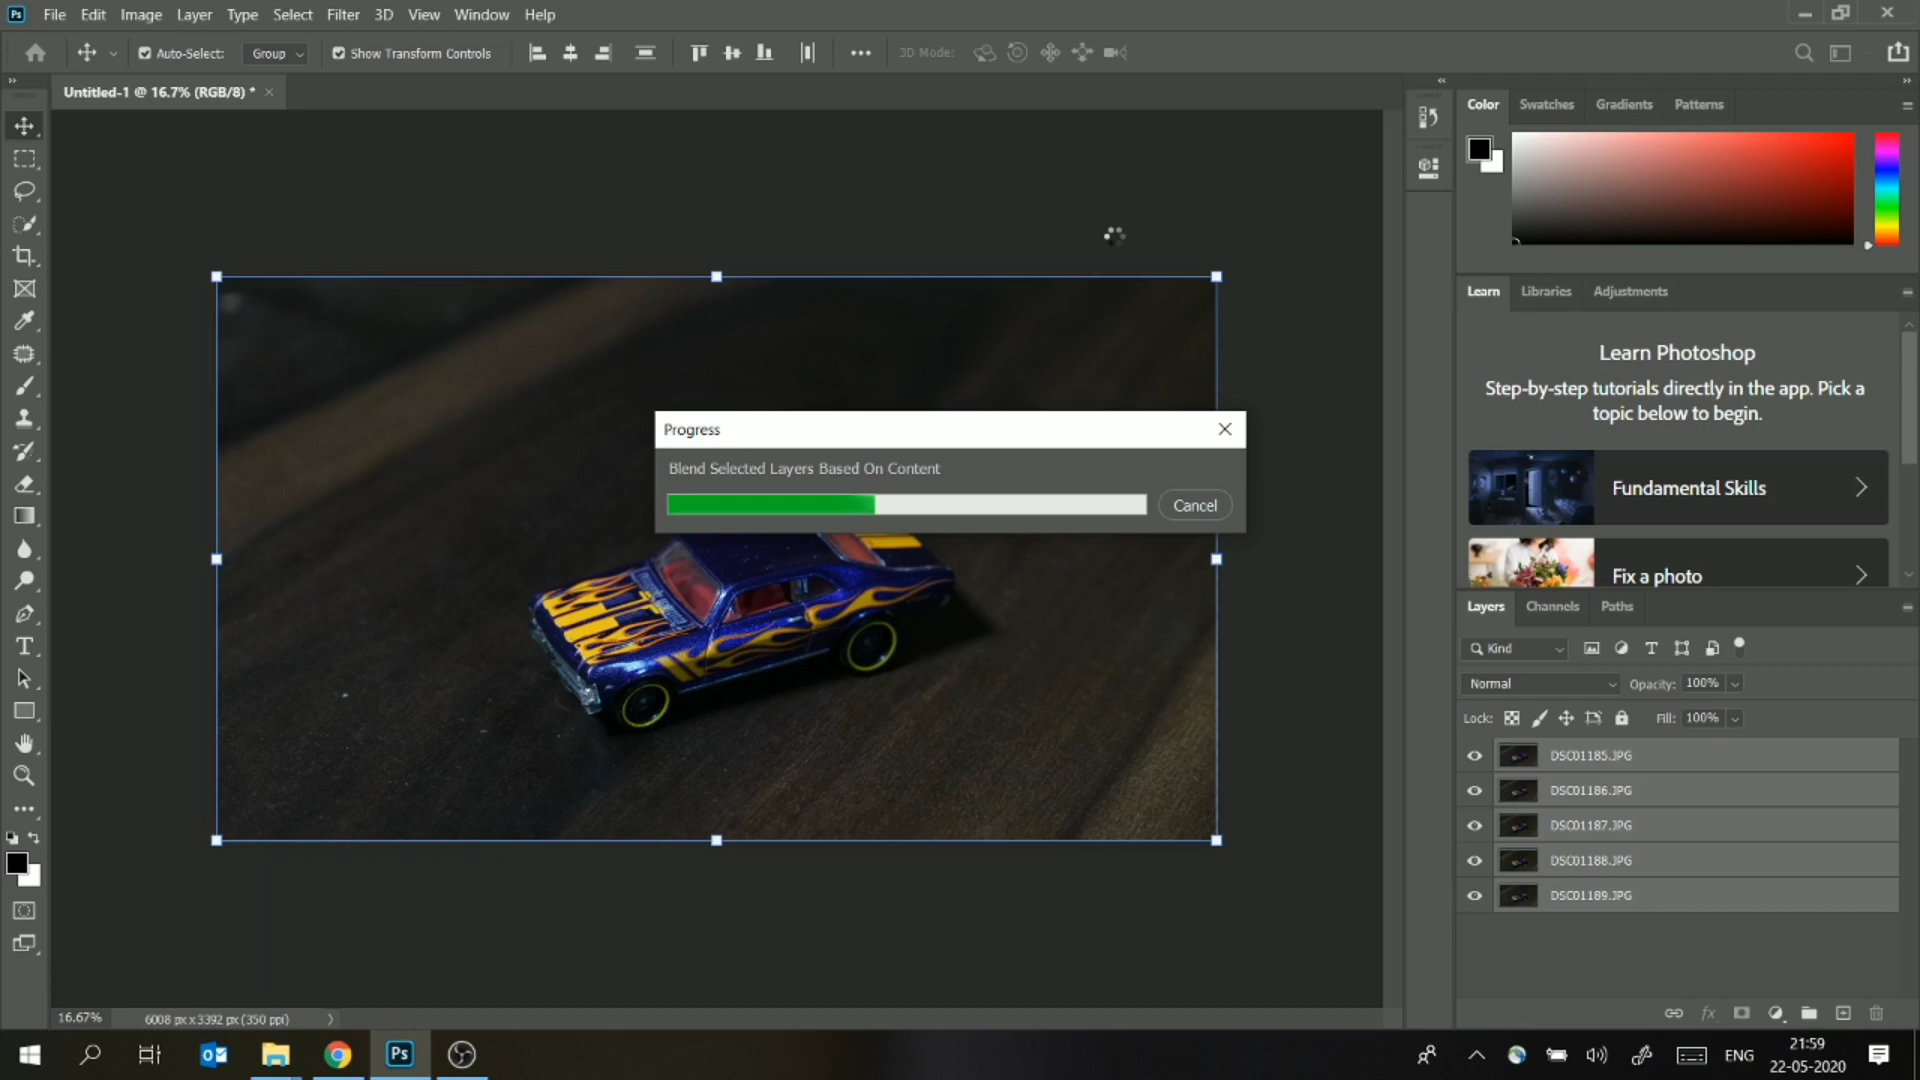 Ps File Edit Image Layer Type Select Filter 3D View Window Help
Auto-Select: Group Show Transform Controls 3D Mode:
Untitled-1 @ 16.7% (RGB/8) *
Color Swatches Gradients Patterns
Learn Libraries Adjustments
Learn Photoshop
Step-by-step tutorials directly in the app. Pick a
topic below to begin.
Progress
Blend Selected Layers Based On Content
Cancel
Fundamental Skills
Fix a photo
Layers Channels Paths
Kind
Normal Opacity: 100%
Lock: Fill: 100%
DSC01185.JPG
DSC01186.JPG
DSC01187.JPG
DSC01188.JPG
DSC01189.JPG
fx
16.67% 6008 px x 3392 px (350 ppi)
Ps
ENG
21:59
22-05-2020